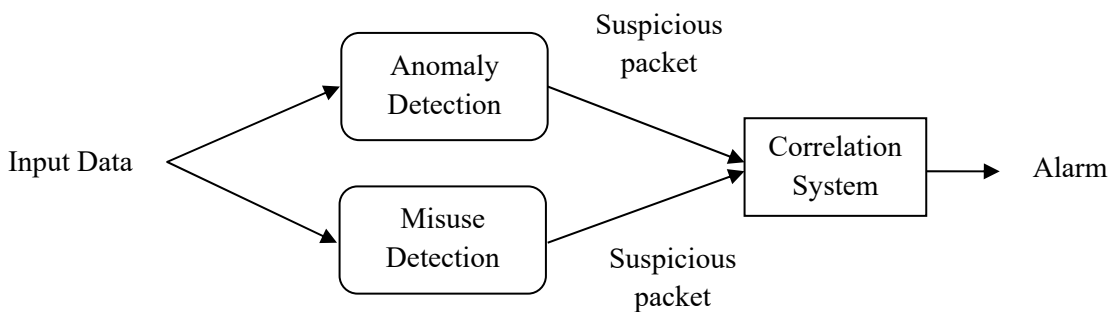 Suspicious
packet
Anomaly
Detection
Input Data
Correlation
System
Alarm
Misuse
Detection
Suspicious
packet